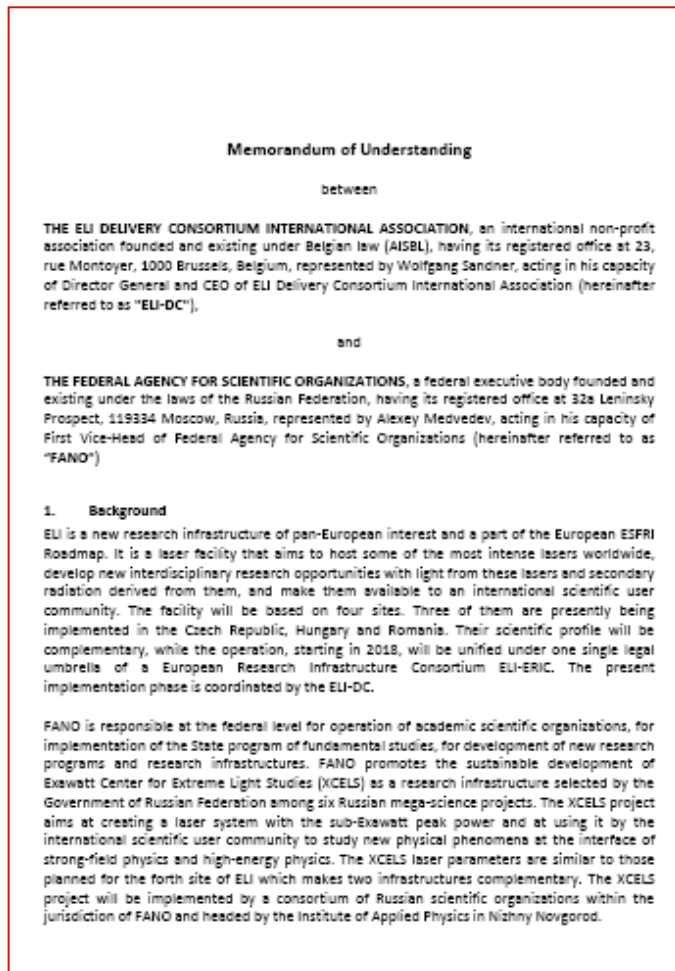 Memorandum of Understanding
between
THE ELI DELIVERY CONSORTIUM INTERNATIONAL ASSOCIATION, an international non-profit
association founded and existing under Belgian law (AISBL), having its registered office at 23,
rue Montoyer, 1000 Brussels, Belgium, represented by Wolfgang Sandner, acting in his capacity
of Director General and CEO of ELI Delivery Consortium International Association (hereinafter
referred to as "ELI-DC"),
and
THE FEDERAL AGENCY FOR SCIENTIFIC ORGANIZATIONS, a federal executive body founded and
existing under the laws of the Russian Federation, having its registered office at 32a Leninsky
Prospect, 119334 Moscow, Russia, represented by Alexey Medvedev, acting in his capacity of
First Vice-Head of Federal Agency for Scientific Organizations (hereinafter referred to as
"FANO")
1. Background
ELI is a new research infrastructure of pan-European interest and a part of the European ESFRI
Roadmap. It is a laser facility that aims to host some of the most intense lasers worldwide,
develop new interdisciplinary research opportunities with light from these lasers and secondary
radiation derived from them, and make them available to an international scientific user
community. The facility will be based on four sites. Three of them are presently being
implemented in the Czech Republic, Hungary and Romania. Their scientific profile will be
complementary, while the operation, starting in 2018, will be unified under one single legal
umbrella of a European Research Infrastructure Consortium ELI-ERIC. The present
implementation phase is coordinated by the ELI-DC.
FANO is responsible at the federal level for operation of academic scientific organizations, for
implementation of the State program of fundamental studies, for development of new research
programs and research infrastructures. FANO promotes the sustainable development of
Exawatt Center for Extreme Light Studies (XCELS) as a research infrastructure selected by the
Government of Russian Federation among six Russian mega-science projects. The XCELS project
aims at creating a laser system with the sub-Exawatt peak power and at using it by the
international scientific user community to study new physical phenomena at the interface of
strong-field physics and high-energy physics. The XCELS laser parameters are similar to those
planned for the forth site of ELI which makes two infrastructures complementary. The XCELS
project will be implemented by a consortium of Russian scientific organizations within the
jurisdiction of FANO and headed by the Institute of Applied Physics in Nizhny Novgorod.